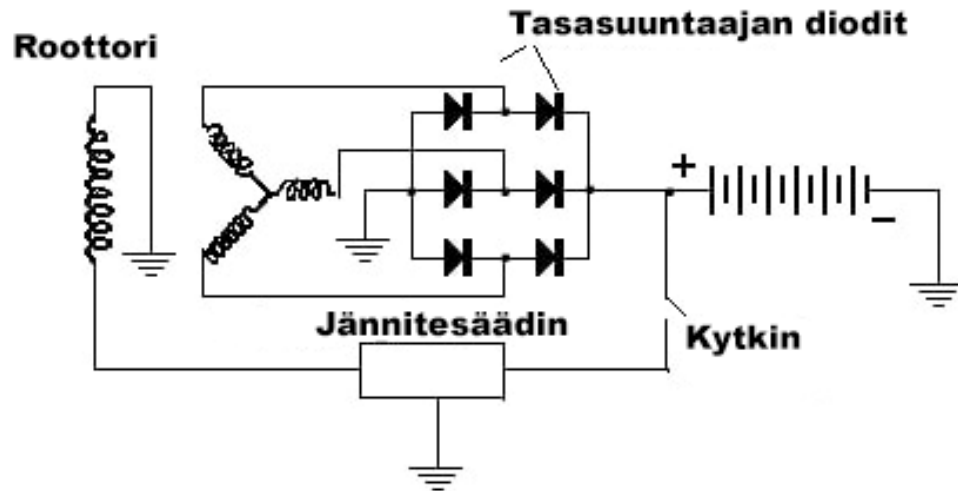 Tasasuuntaajan diodit
Roottori
+
−
Jännitesäädin
Kytkin